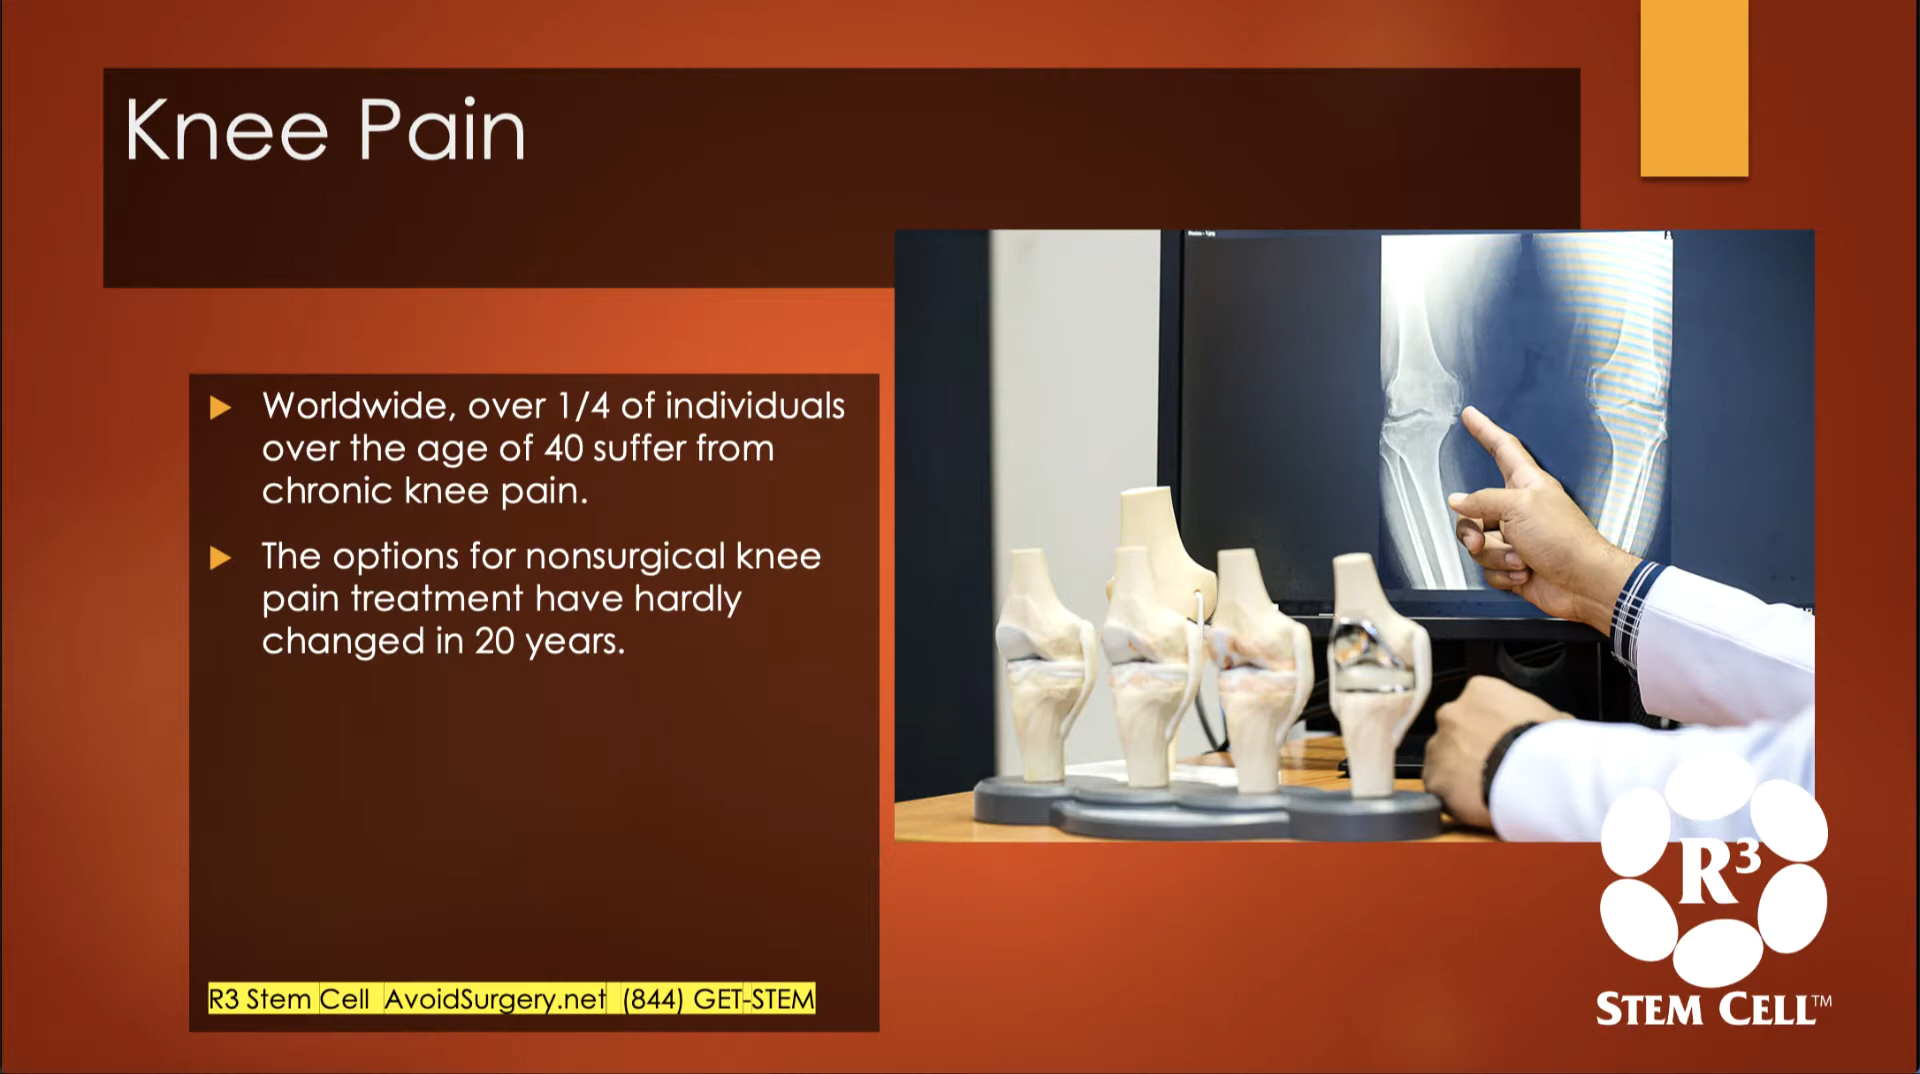 Knee Pain
Worldwide, over 1/4 of individuals
over the age of 40 suffer from
chronic knee pain.
The options for nonsurgical knee
pain treatment have hardly
changed in 20 years.
R3 Stem Cell AvoidSurgery.net (844) GET-STEM
R3
STEM CELL™